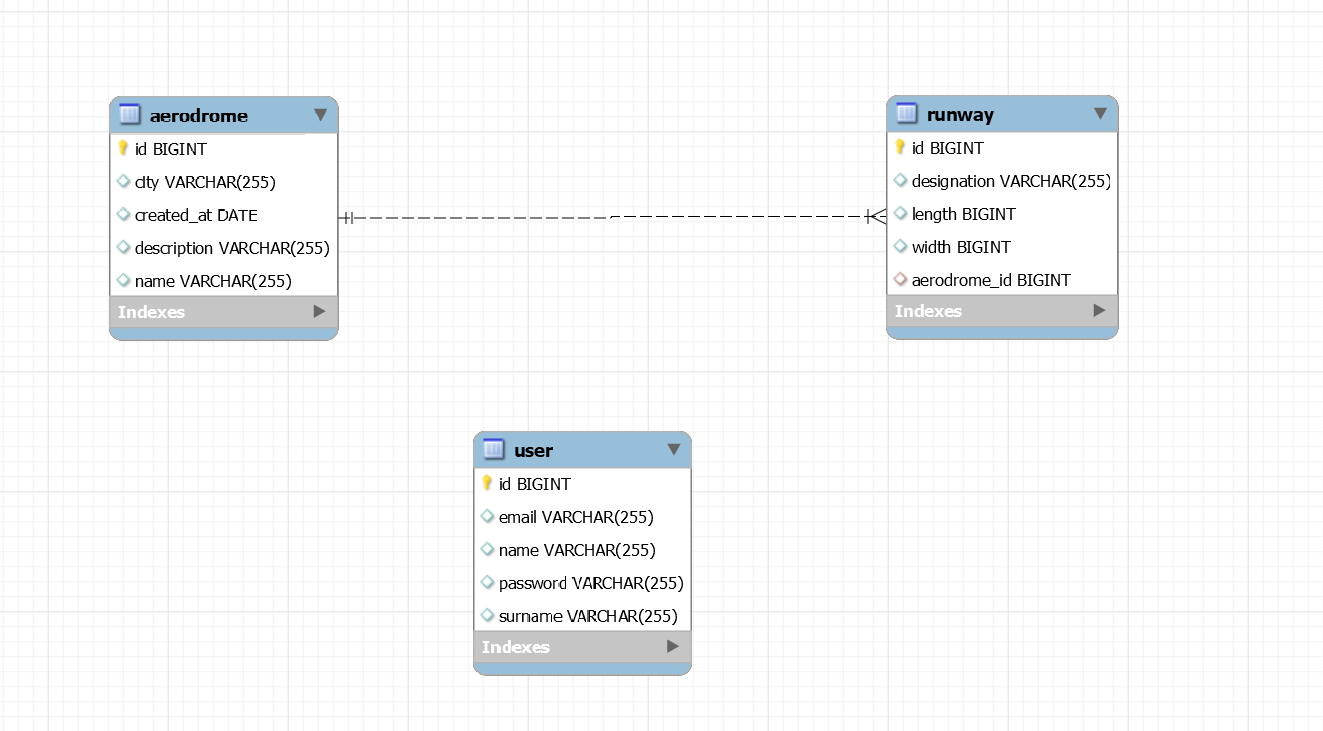 aerodrome
id BIGINT
city VARCHAR(255)
created_at DATE
description VARCHAR(255)
name VARCHAR(255)
Indexes
runway
id BIGINT
designation VARCHAR(255)
length BIGINT
width BIGINT
aerodrome_id BIGINT
Indexes
user
id BIGINT
email VARCHAR(255)
name VARCHAR(255)
password VARCHAR(255)
surname VARCHAR(255)
Indexes